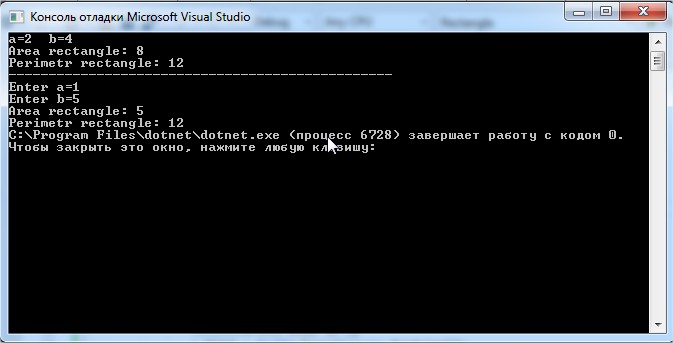 Консоль отладки Microsoft Visual Studio
a=2  b=4
Area rectangle: 8
Perimetr rectangle: 12
------------------------------------------------
Enter a=1
Enter b=5
Area rectangle: 5
Perimetr rectangle: 12
C:\Program Files\dotnet\dotnet.exe (процесс 6728) завершает работу с кодом 0.
Чтобы закрыть это окно, нажмите любую клавишу: